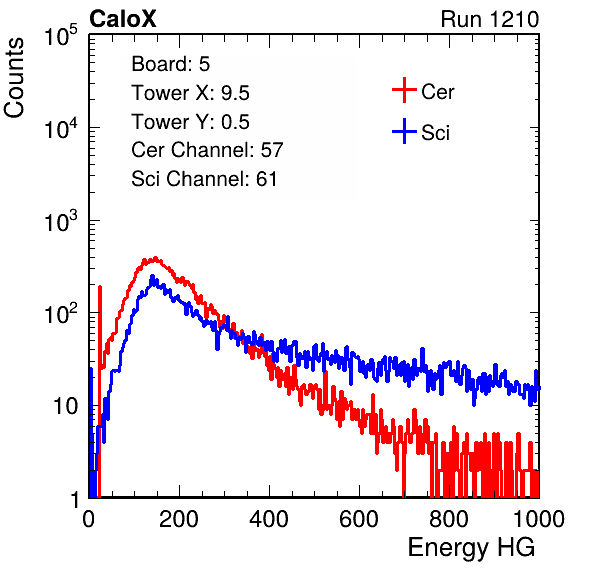 CaloX Run 1210
Counts
Board: 5
Tower X: 9.5
Tower Y: 0.5
Cer Channel: 57
Sci Channel: 61
Cer
Sci
10^5
10^4
10^3
10^2
10
1
0 200 400 600 800 1000
Energy HG